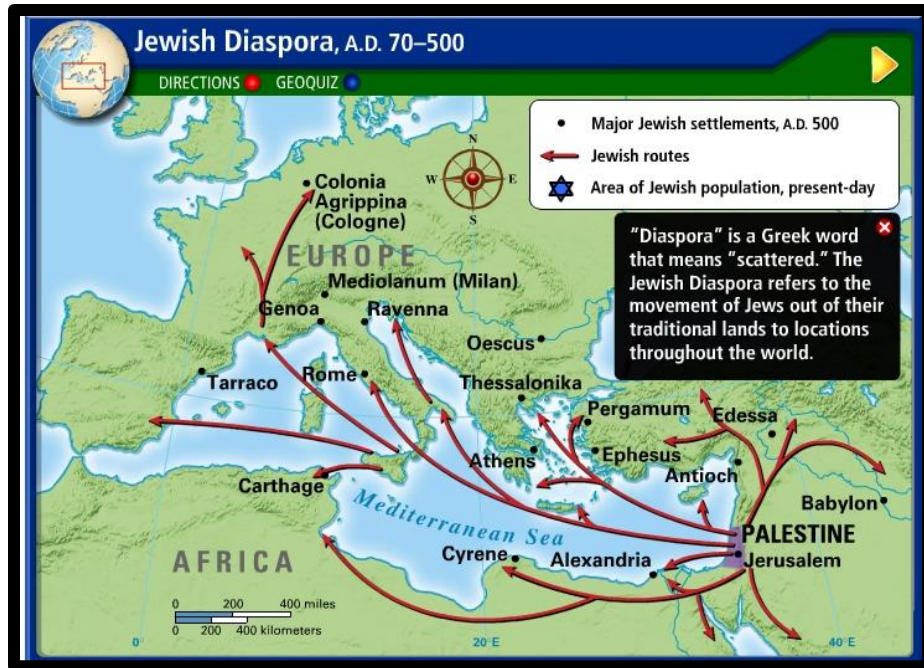 Jewish Diaspora, A.D. 70–500
DIRECTIONS GEOQUIZ
Major Jewish settlements, A.D. 500
Jewish routes
Area of Jewish population, present-day
N
W E
S
"Diaspora" is a Greek word
that means "scattered." The
Jewish Diaspora refers to the
movement of Jews out of their
traditional lands to locations
throughout the world.
Colonia
Agrippina
(Cologne)
EUROPE
Mediolanum (Milan)
Genoa
Ravenna
Oescus
Tarraco
Rome
Thessalonika
Pergamum
Edessa
Athens
Ephesus
Antioch
Carthage
Babylon
Mediterranean Sea
PALESTINE
Jerusalem
AFRICA
Cyrene
Alexandria
0 200 400 miles
0 200 400 kilometers
0°
20°E
40°E